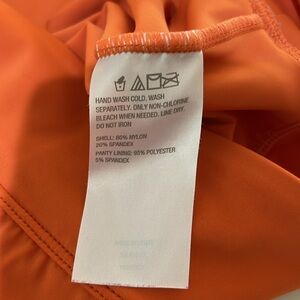 HAND WASH COLD. WASH
SEPARATELY. ONLY NON-CHLORINE
BLEACH WHEN NEEDED. LINE DRY.
DO NOT IRON
SHELL: 80% NYLON
20% SPANDEX
PANTY LINING: 95% POLYESTER
5% SPANDEX